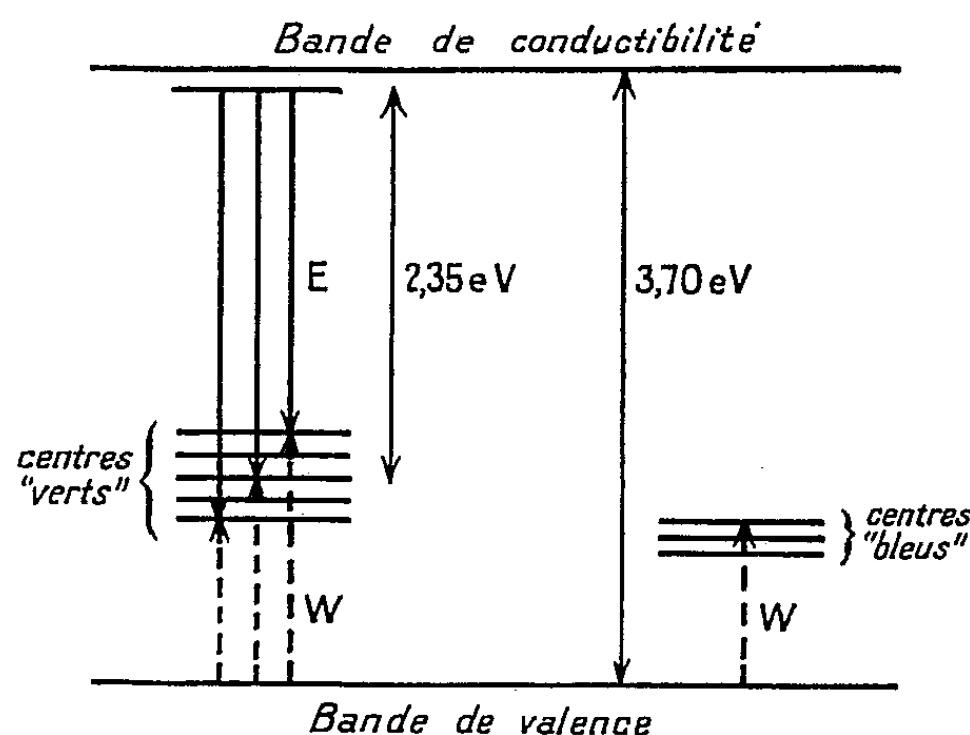 Bande de conductibilité
E
2,35 eV
3,70 eV
centres
"verts"
centres
"bleus"
W
W
Bande de valence